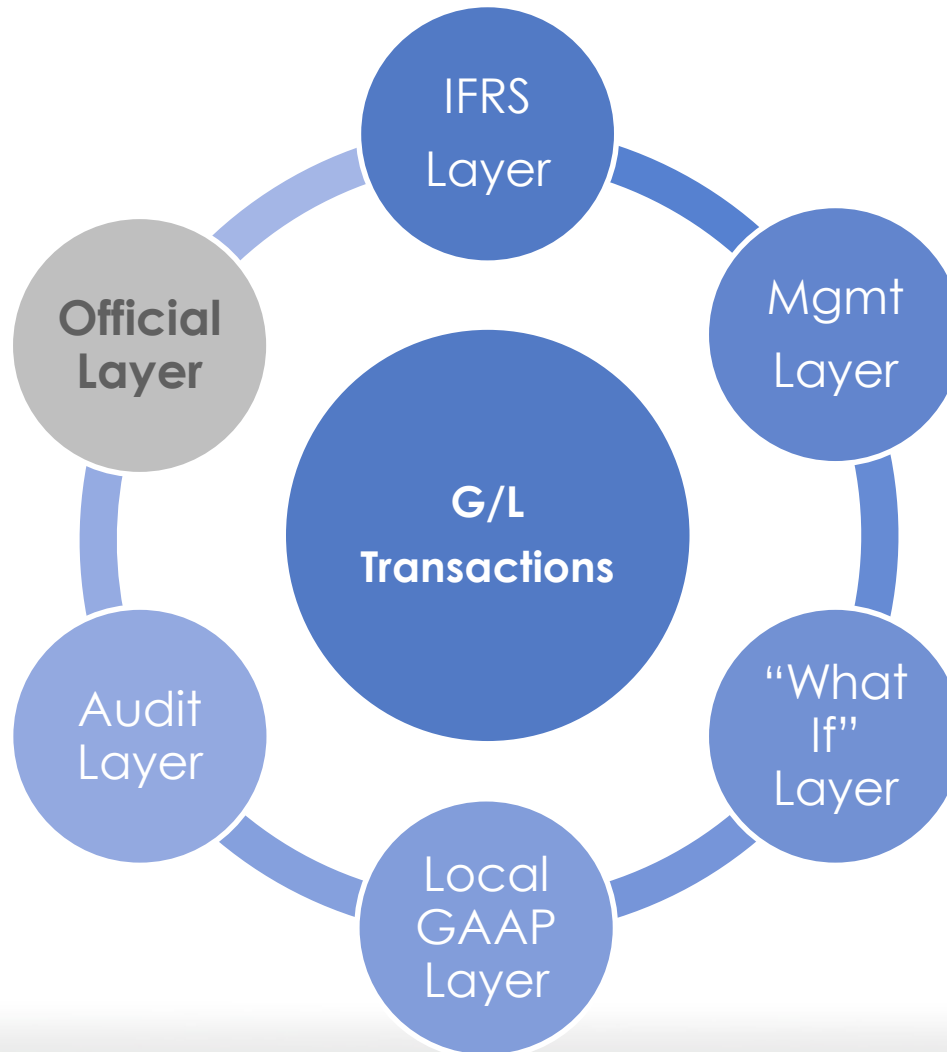 IFRS
Layer
Mgmt
Layer
“What
If”
Layer
Local
GAAP
Layer
Audit
Layer
Official
Layer
G/L
Transactions